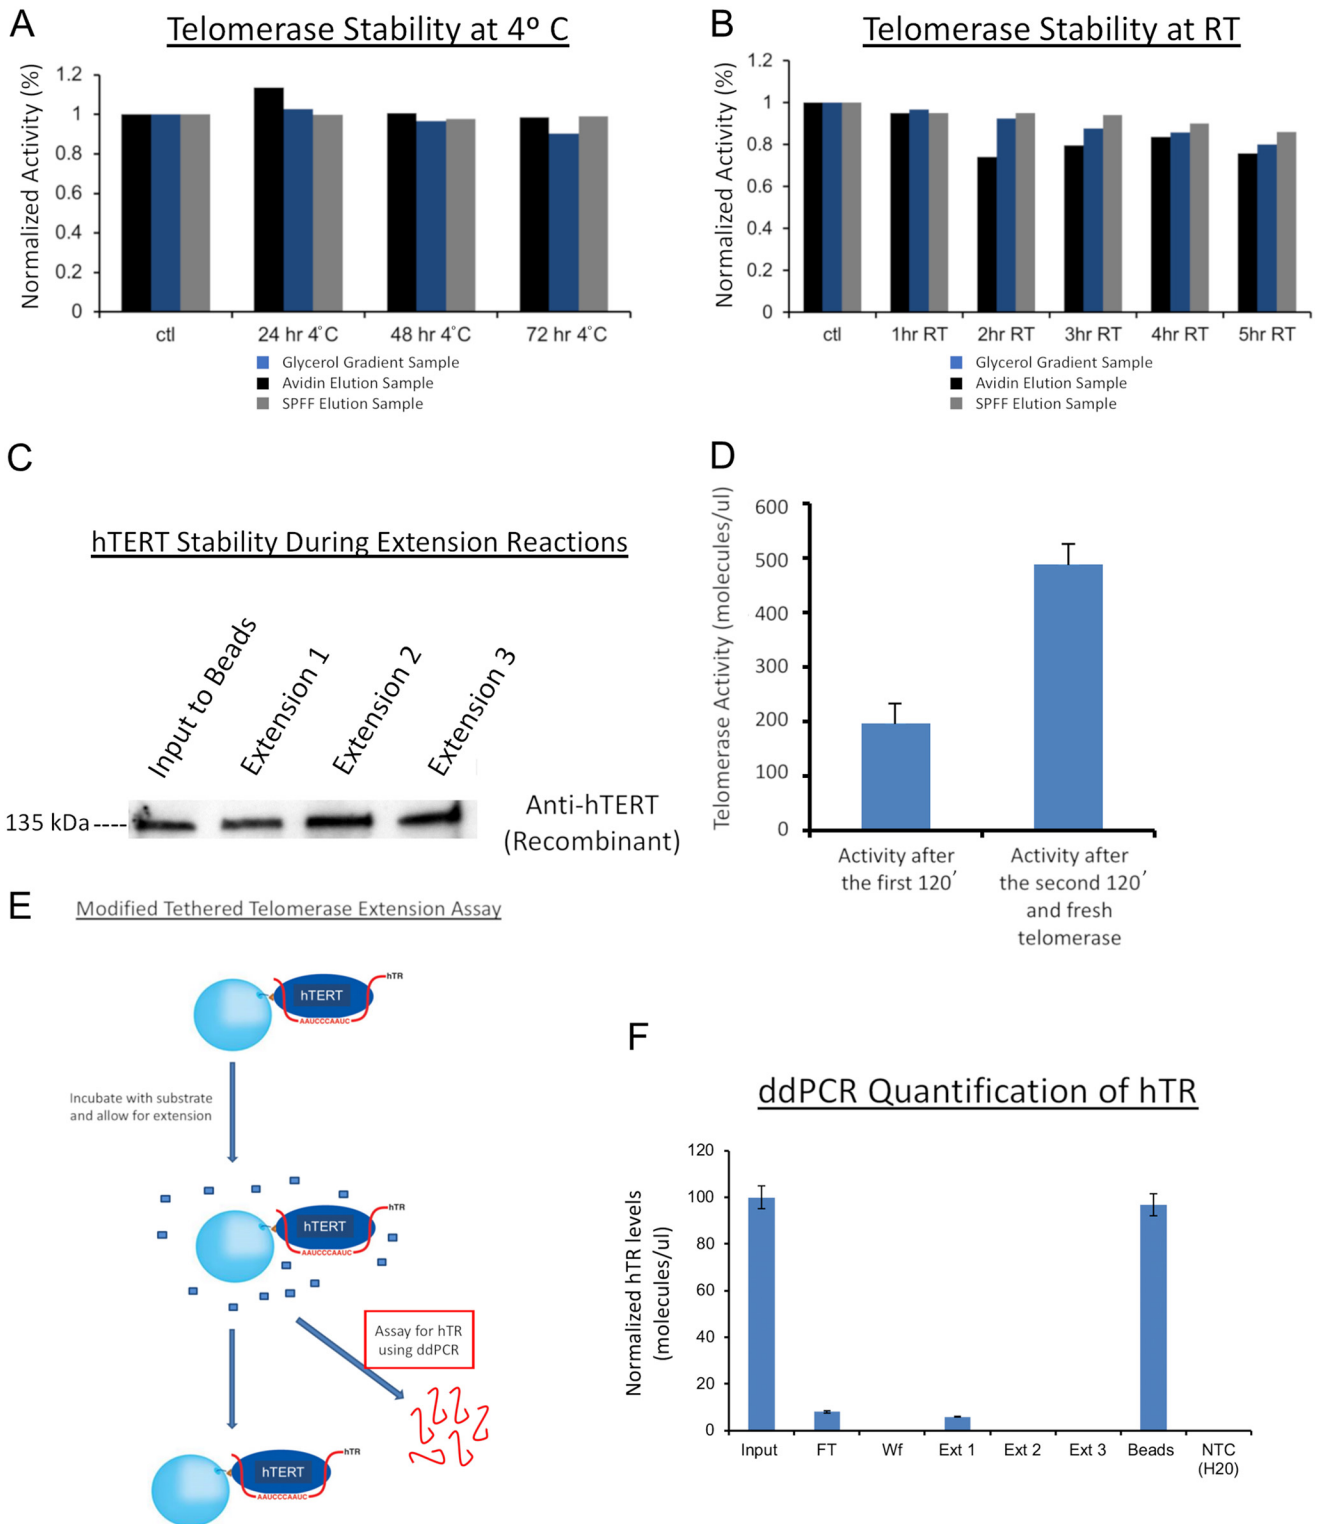 A
Telomerase Stability at 4º C
Normalized Activity (%)
1.2
1
0.8
0.6
0.4
0.2
0
ctl
24 hr 4°C
48 hr 4°C
72 hr 4°C
Glycerol Gradient Sample
Avidin Elution Sample
SPFF Elution Sample
B
Telomerase Stability at RT
Normalized Activity (%)
1.2
1
0.8
0.6
0.4
0.2
0
ctl
1hr RT
2hr RT
3hr RT
4hr RT
5hr RT
Glycerol Gradient Sample
Avidin Elution Sample
SPFF Elution Sample
C
hTERT Stability During Extension Reactions
Input to Beads
Extension 1
Extension 2
Extension 3
135 kDa----
Anti-hTERT
(Recombinant)
D
Telomerase Activity (molecules/ul)
600
500
400
300
200
100
0
Activity after
the first 120′
Activity after
the second 120′
and fresh
telomerase
E
Modified Tethered Telomerase Extension Assay
hTR
hTERT
AAUCCCAAUC
Incubate with substrate
and allow for extension
hTR
hTERT
AAUCCCAAUC
Assay for hTR
using ddPCR
hTR
hTERT
AAUCCCAAUC
F
ddPCR Quantification of hTR
Normalized hTR levels
(molecules/ul)
120
100
80
60
40
20
0
Input
FT
Wf
Ext 1
Ext 2
Ext 3
Beads
NTC
(H20)